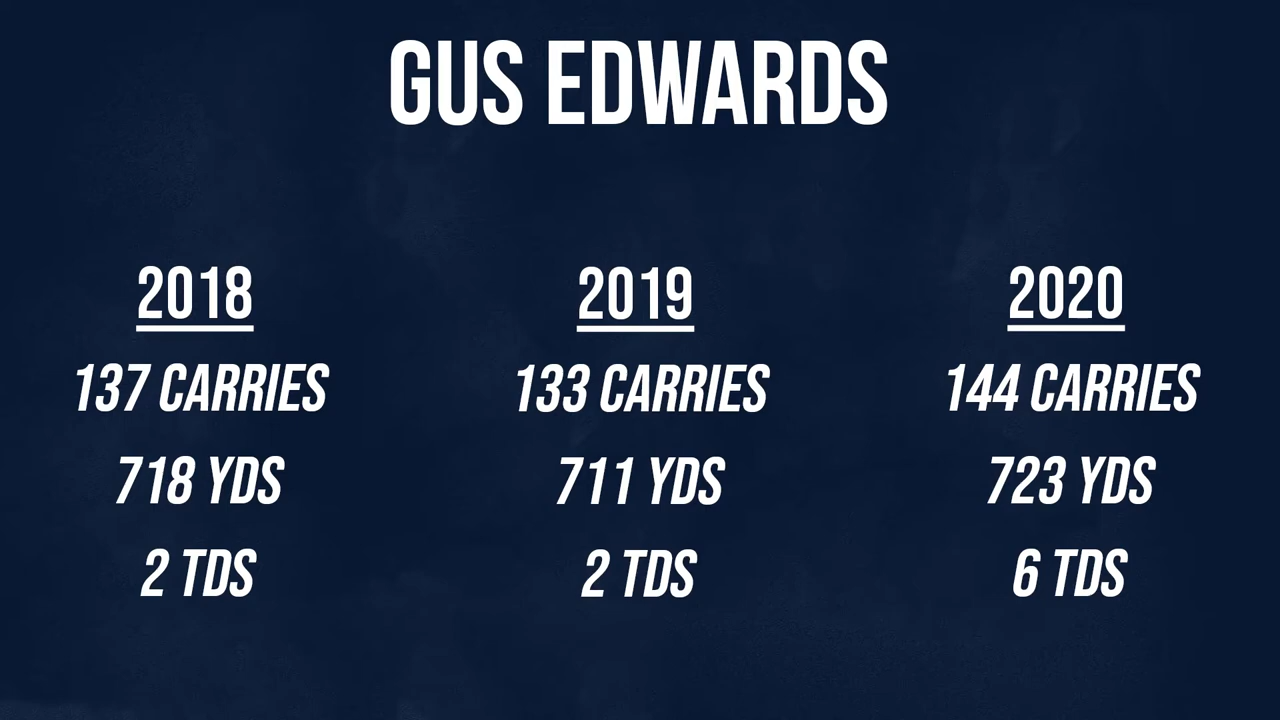 GUS EDWARDS
2018
137 CARRIES
718 YDS
2 TDS
2019
133 CARRIES
711 YDS
2 TDS
2020
144 CARRIES
723 YDS
6 TDS